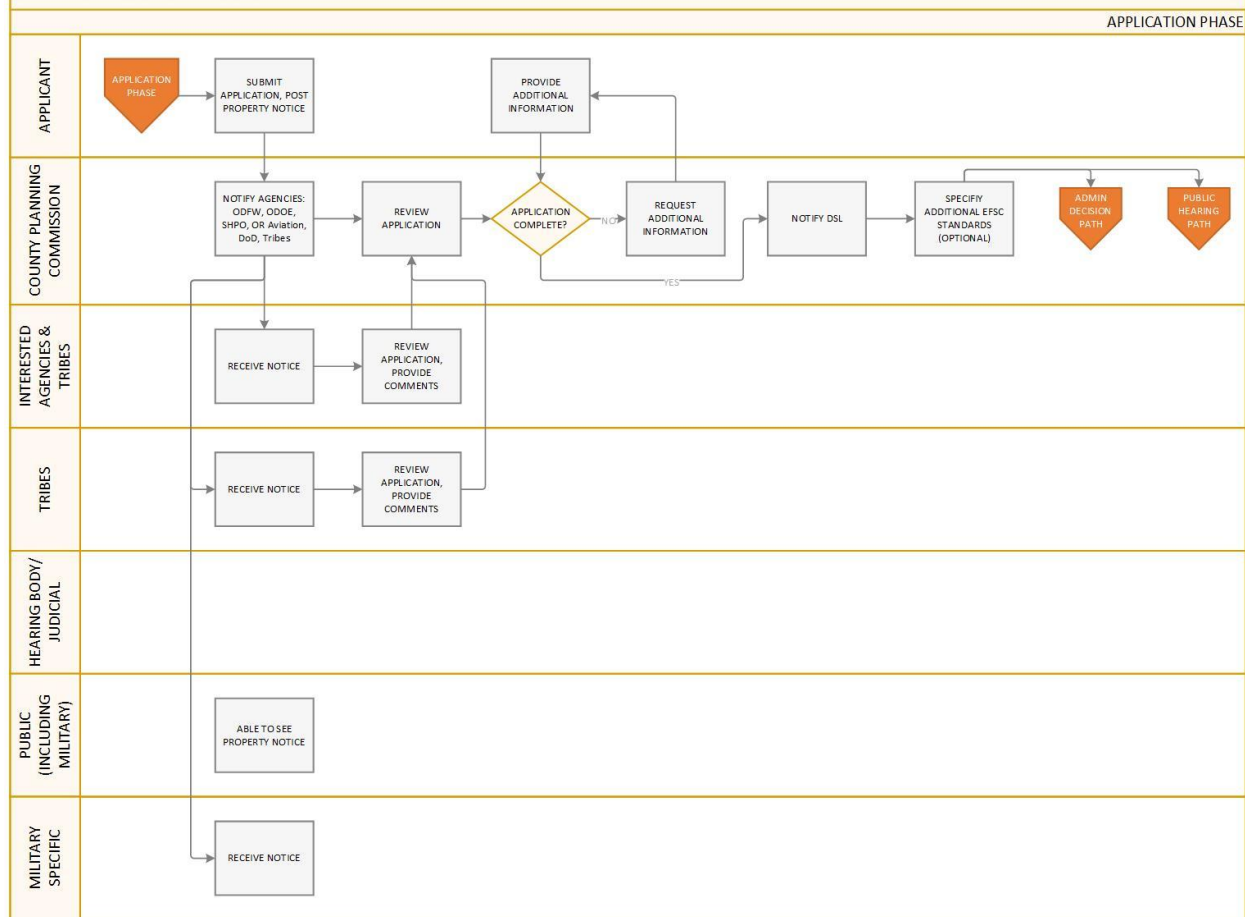 APPLICATION PHASE
APPLICANT
APPLICATION
PHASE
SUBMIT
APPLICATION, POST
PROPERTY NOTICE
PROVIDE
ADDITIONAL
INFORMATION
COUNTY PLANNING
COMMISSION
NOTIFY AGENCIES:
ODFW, ODOE,
SHPO, OR Aviation,
DoD, Tribes
REVIEW
APPLICATION
APPLICATION
COMPLETE?
NO
YES
REQUEST
ADDITIONAL
INFORMATION
NOTIFY DSL
SPECIFIY
ADDITIONAL EFSC
STANDARDS
(OPTIONAL)
ADMIN
DECISION
PATH
PUBLIC
HEARING
PATH
INTERESTED
AGENCIES &
TRIBES
RECEIVE NOTICE
REVIEW
APPLICATION,
PROVIDE
COMMENTS
TRIBES
RECEIVE NOTICE
REVIEW
APPLICATION,
PROVIDE
COMMENTS
HEARING BODY/
JUDICIAL
PUBLIC
(INCLUDING
MILITARY)
ABLE TO SEE
PROPERTY NOTICE
MILITARY
SPECIFIC
RECEIVE NOTICE